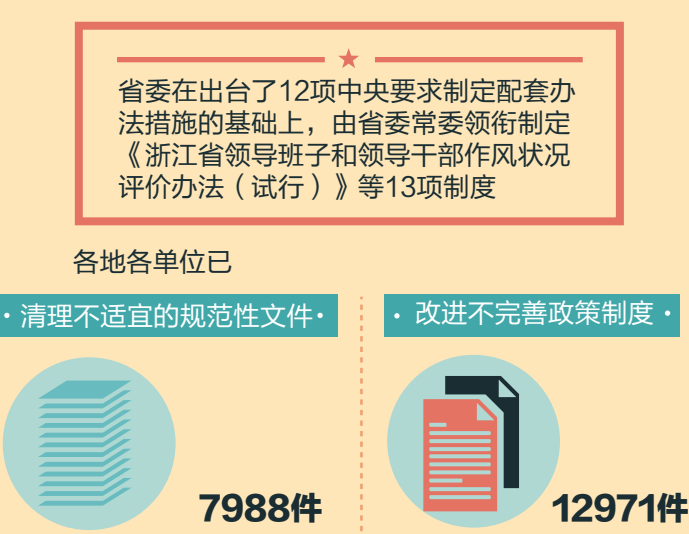 省委在出台了12项中央要求制定配套办
法措施的基础上，由省委常委领衔制定
《浙江省领导班子和领导干部作风状况
评价办法（试行）》等13项制度
各地各单位已
·清理不适宜的规范性文件·
·改进不完善政策制度·
7988件
12971件